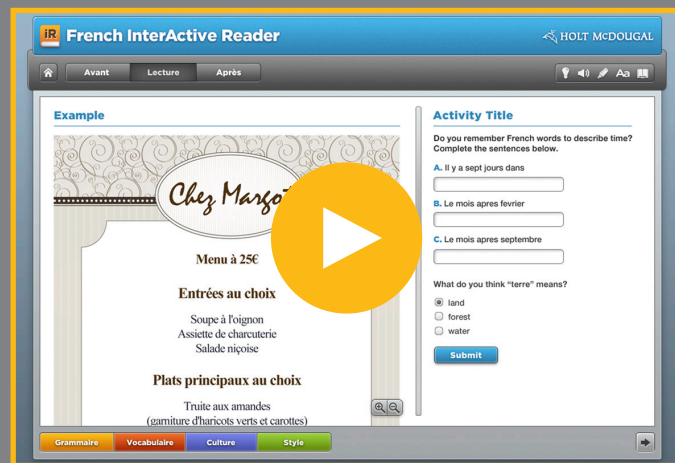 iR French InterActive Reader
HOLT McDOUGAL
Avant Lecture Après
Aa
Example
Chez Margot
Menu à 25€
Entrées au choix
Soupe à l'oignon
Assiette de charcuterie
Salade niçoise
Plats principaux au choix
Truite aux amandes
(garniture d'haricots verts et carottes)
Activity Title
Do you remember French words to describe time?
Complete the sentences below.
A. Il y a sept jours dans
B. Le mois apres fevrier
C. Le mois apres septembre
What do you think "terre" means?
land
forest
water
Submit
Grammaire Vocabulaire Culture Style